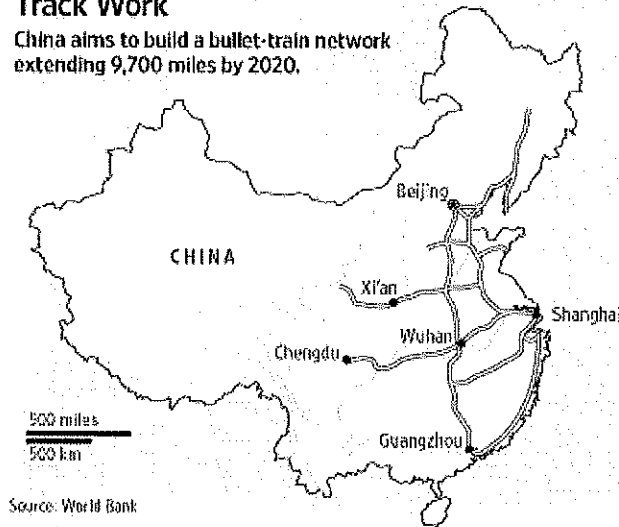 Track Work
China aims to build a bullet-train network
extending 9,700 miles by 2020.
Beijing
CHINA
Xi'an
Shanghai
Wuhan
Chengdu
500 miles
500 km
Guangzhou
Source: World Bank